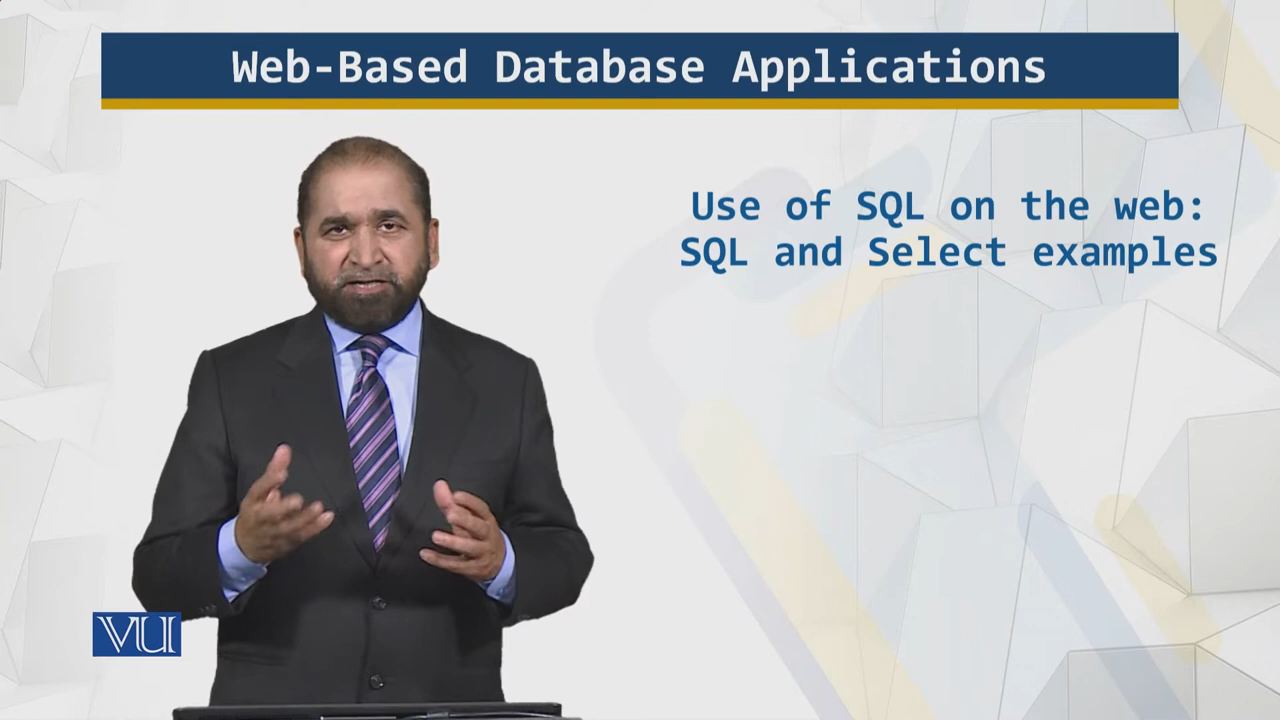 Web-Based Database Applications
Use of SQL on the web:
SQL and Select examples
VU